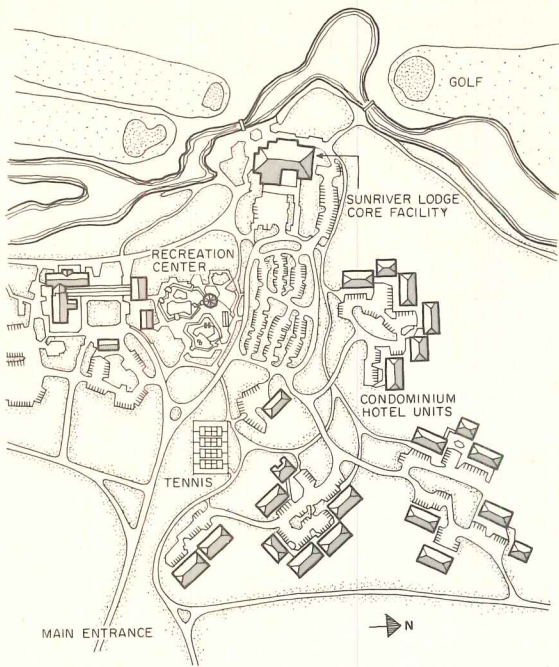 GOLF
SUNRIVER LODGE
CORE FACILITY
RECREATION
CENTER
CONDOMINIUM
HOTEL UNITS
TENNIS
MAIN ENTRANCE
N